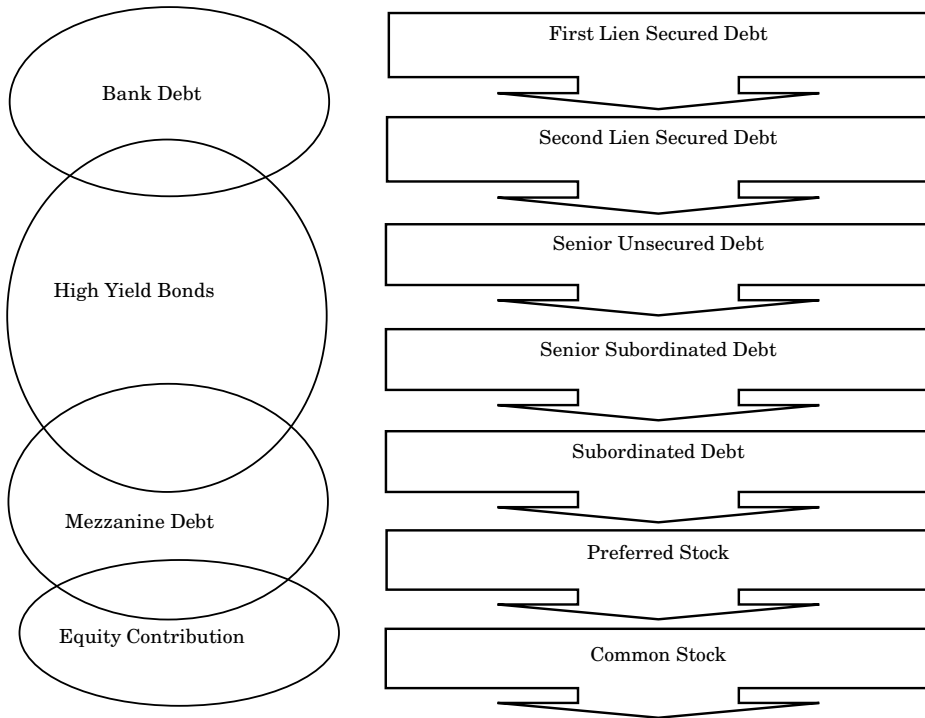 Bank Debt
High Yield Bonds
Mezzanine Debt
Equity Contribution
First Lien Secured Debt
Second Lien Secured Debt
Senior Unsecured Debt
Senior Subordinated Debt
Subordinated Debt
Preferred Stock
Common Stock